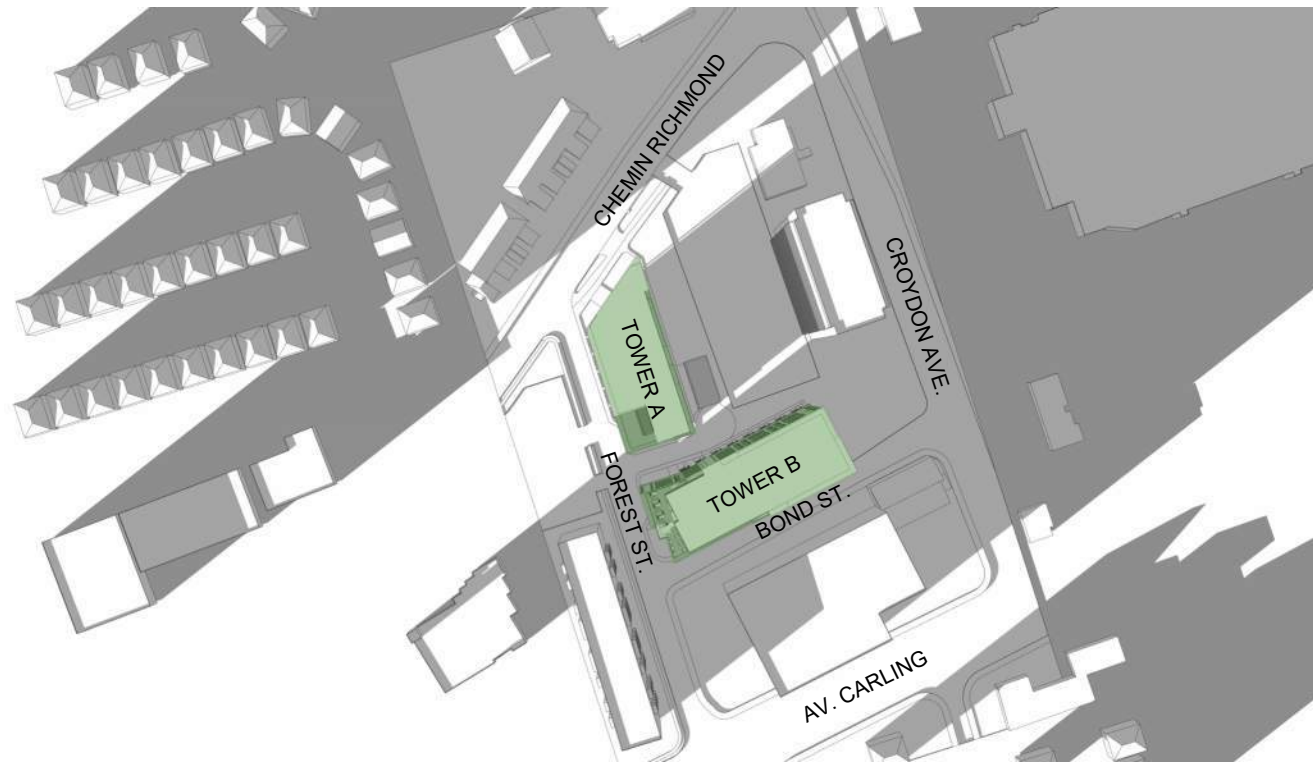 CHEMIN RICHMOND
CROYDON AVE.
TOWER A
TOWER B
FOREST ST.
BOND ST.
AV. CARLING